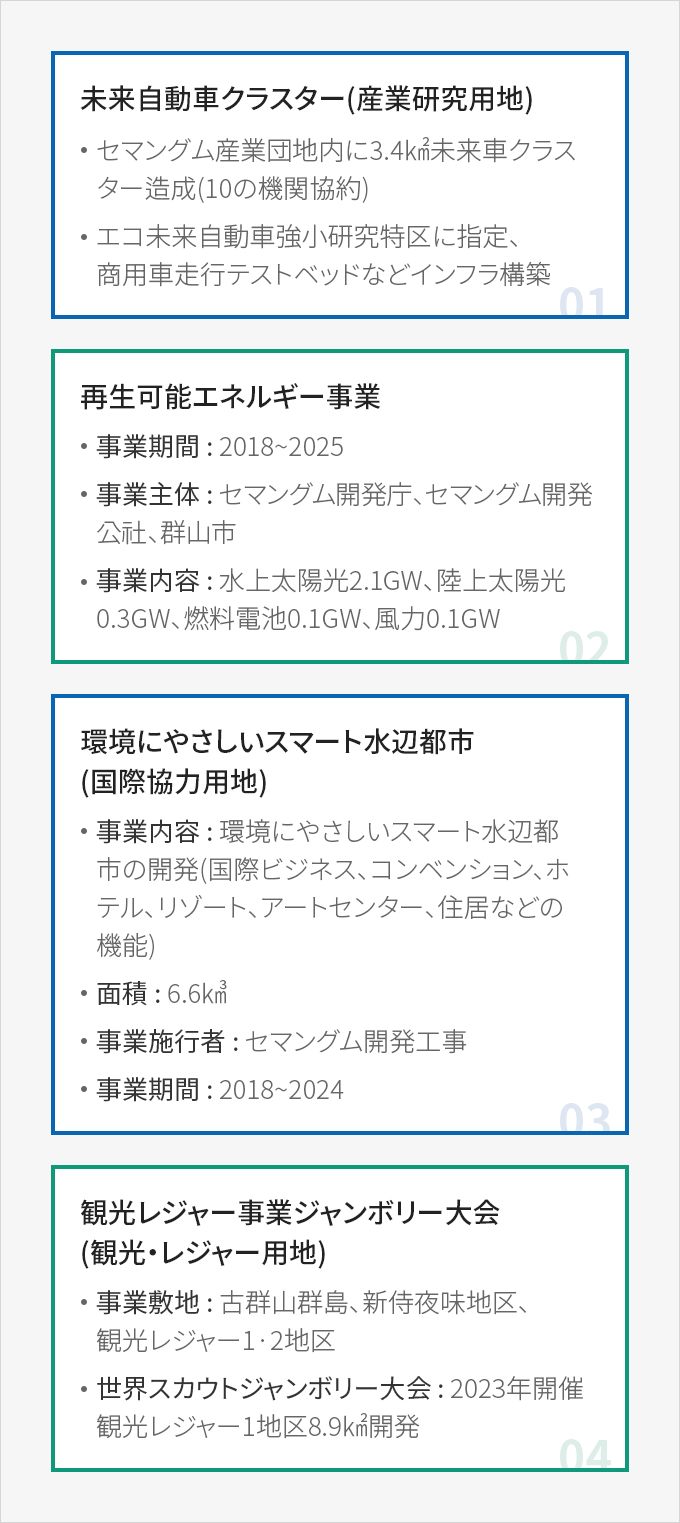 未来自動車クラスター(産業研究用地)
• セマングム産業団地内に3.4㎢未来車クラス
ター造成(10の機関協約)
• エコ未来自動車強小研究特区に指定、
商用車走行テストベッドなどインフラ構築
01
再生可能エネルギー事業
• 事業期間 : 2018~2025
• 事業主体 : セマングム開発庁、セマングム開発
公社、群山市
• 事業内容 : 水上太陽光2.1GW、陸上太陽光
0.3GW、燃料電池0.1GW、風力0.1GW
02
環境にやさしいスマート水辺都市
(国際協力用地)
• 事業内容 : 環境にやさしいスマート水辺都
市の開発(国際ビジネス、コンベンション、ホ
テル、リゾート、アートセンター、住居などの
機能)
• 面積 : 6.6㎦
• 事業施行者 : セマングム開発工事
• 事業期間 : 2018~2024
03
観光レジャー事業ジャンボリー大会
(観光・レジャー用地)
• 事業敷地 : 古群山群島、新侍夜味地区、
観光レジャー1·2地区
• 世界スカウトジャンボリー大会 : 2023年開催
観光レジャー1地区8.9㎢開発
04